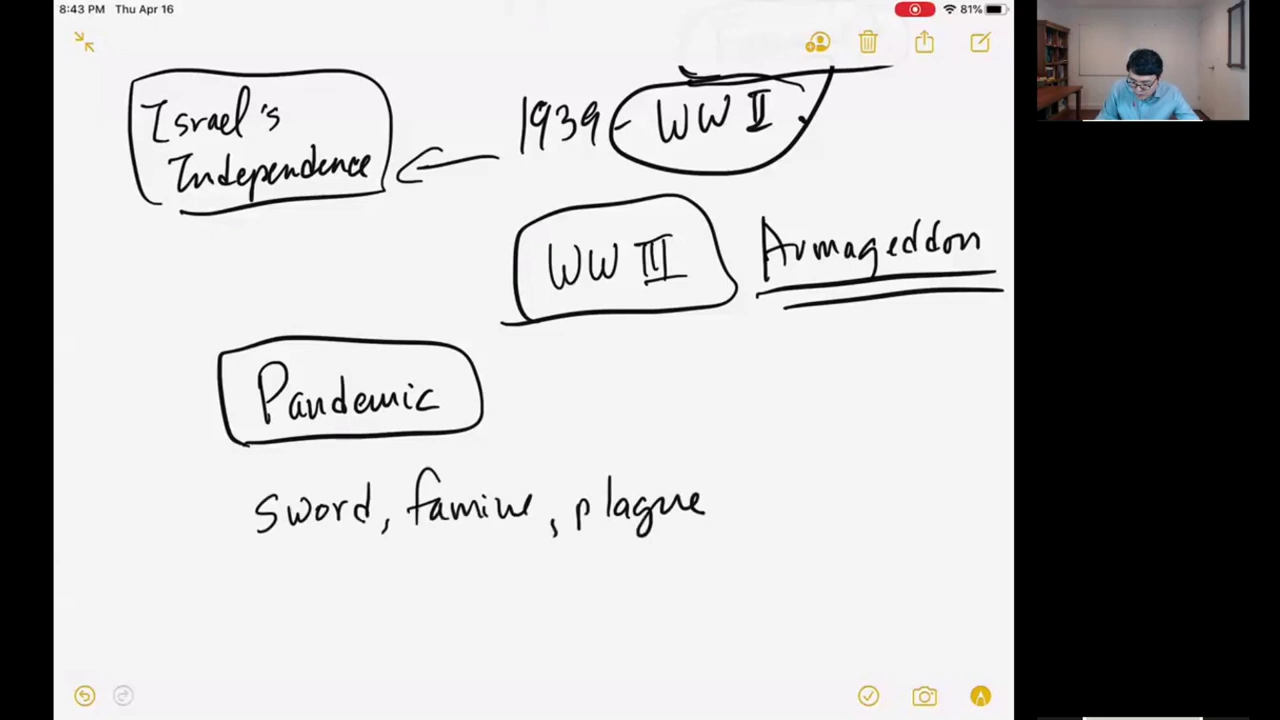 8:43 PM Thu Apr 16
81%
Israel's
Independence
1939 - WW II
WW III
Armageddon
Pandemic
sword, famine, plague